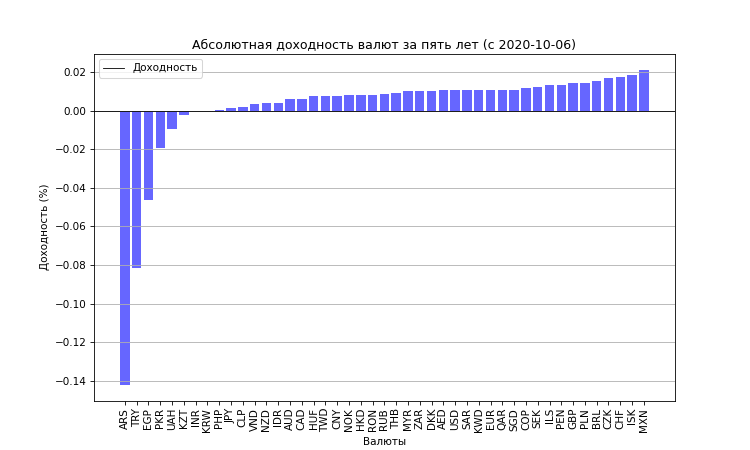 Абсолютная доходность валют за пять лет (с 2020-10-06)
Доходность
0.02
0.00
−0.02
−0.04
−0.06
−0.08
−0.10
−0.12
−0.14
Доходность (%)
ARS TRY EGP PKR UAH KZT INR KRW PHP JPY CLP VND NZD IDR AUD CAD HUF TWD CNY NOK HKD RON RUB THB MYR ZAR DKK AED USD SAR KWD EUR QAR SGD COP SEK ILS PEN GBP PLN BRL CZK CHF ISK MXN
Валюты